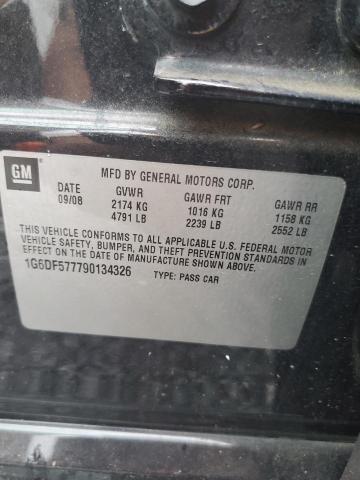 GM
MFD BY GENERAL MOTORS CORP.
DATE GVWR GAWR FRT GAWR RR
09/08 2174 KG 1016 KG 1158 KG
4791 LB 2239 LB 2552 LB
THIS VEHICLE CONFORMS TO ALL APPLICABLE U.S. FEDERAL MOTOR
VEHICLE SAFETY, BUMPER, AND THEFT PREVENTION STANDARDS IN
EFFECT ON THE DATE OF MANUFACTURE SHOWN ABOVE.
1G6DF577790134326 TYPE: PASS CAR